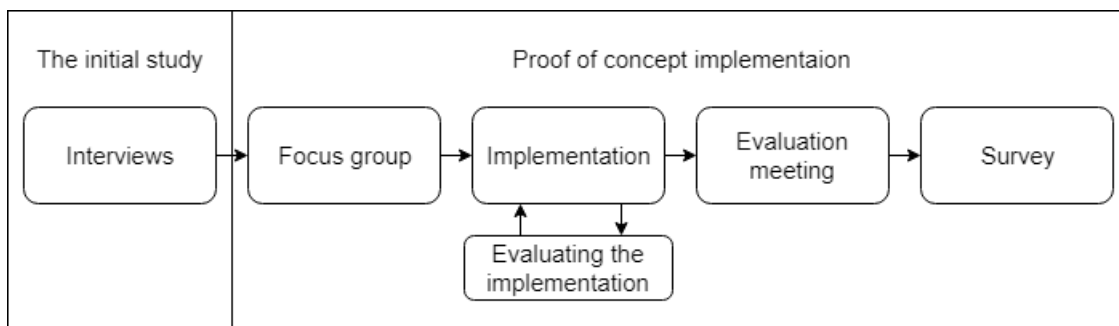 The initial study
Proof of concept implementaion
Interviews
Focus group
Implementation
Evaluation
meeting
Survey
Evaluating the
implementation